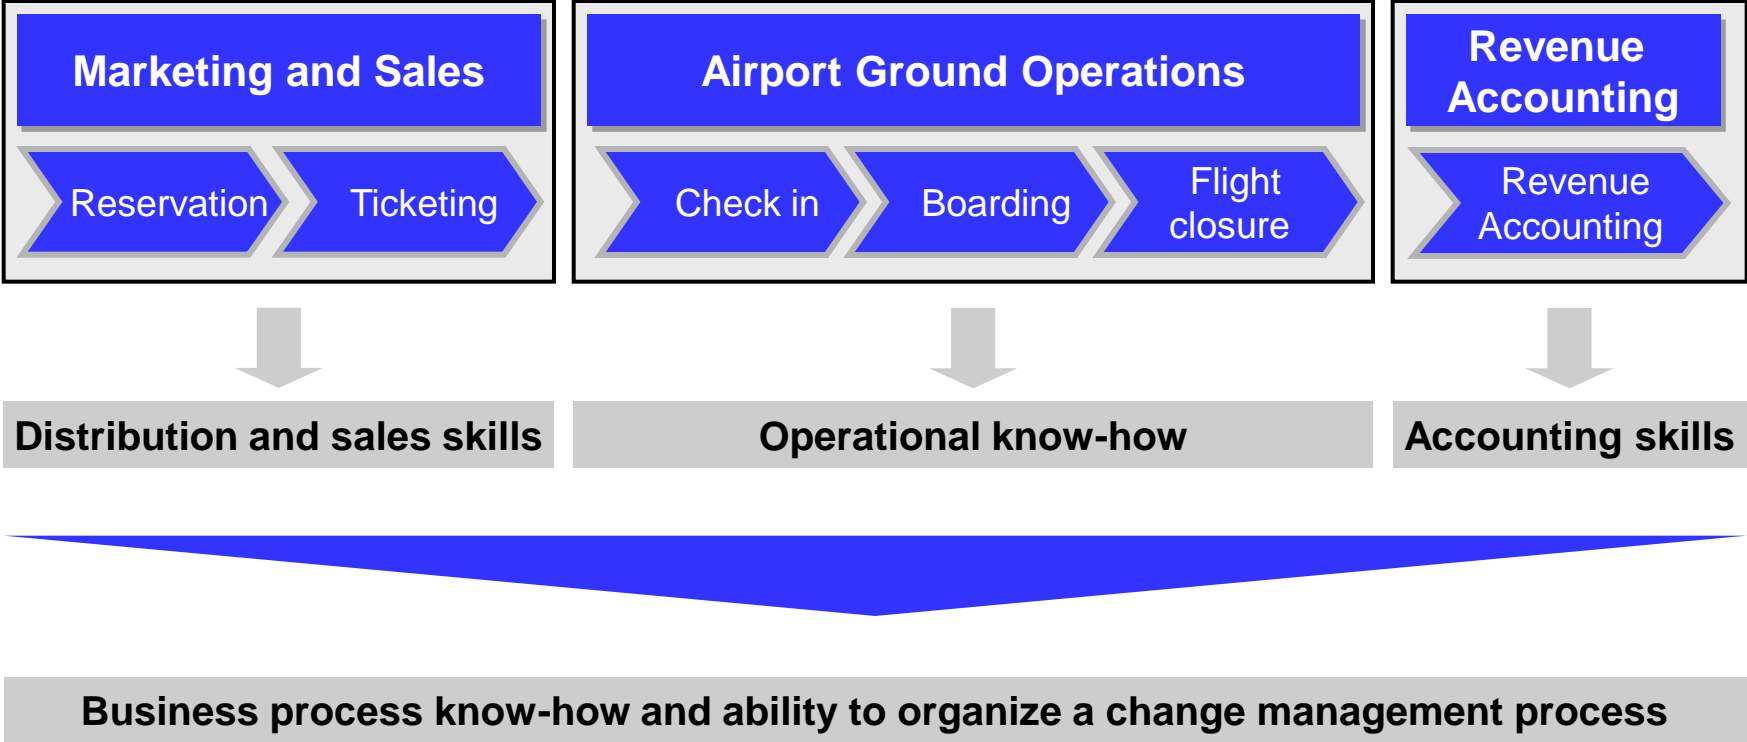 Marketing and Sales
Airport Ground Operations
Revenue
Accounting
Reservation
Ticketing
Check in
Boarding
Flight
closure
Revenue
Accounting
Distribution and sales skills
Operational know-how
Accounting skills
Business process know-how and ability to organize a change management process